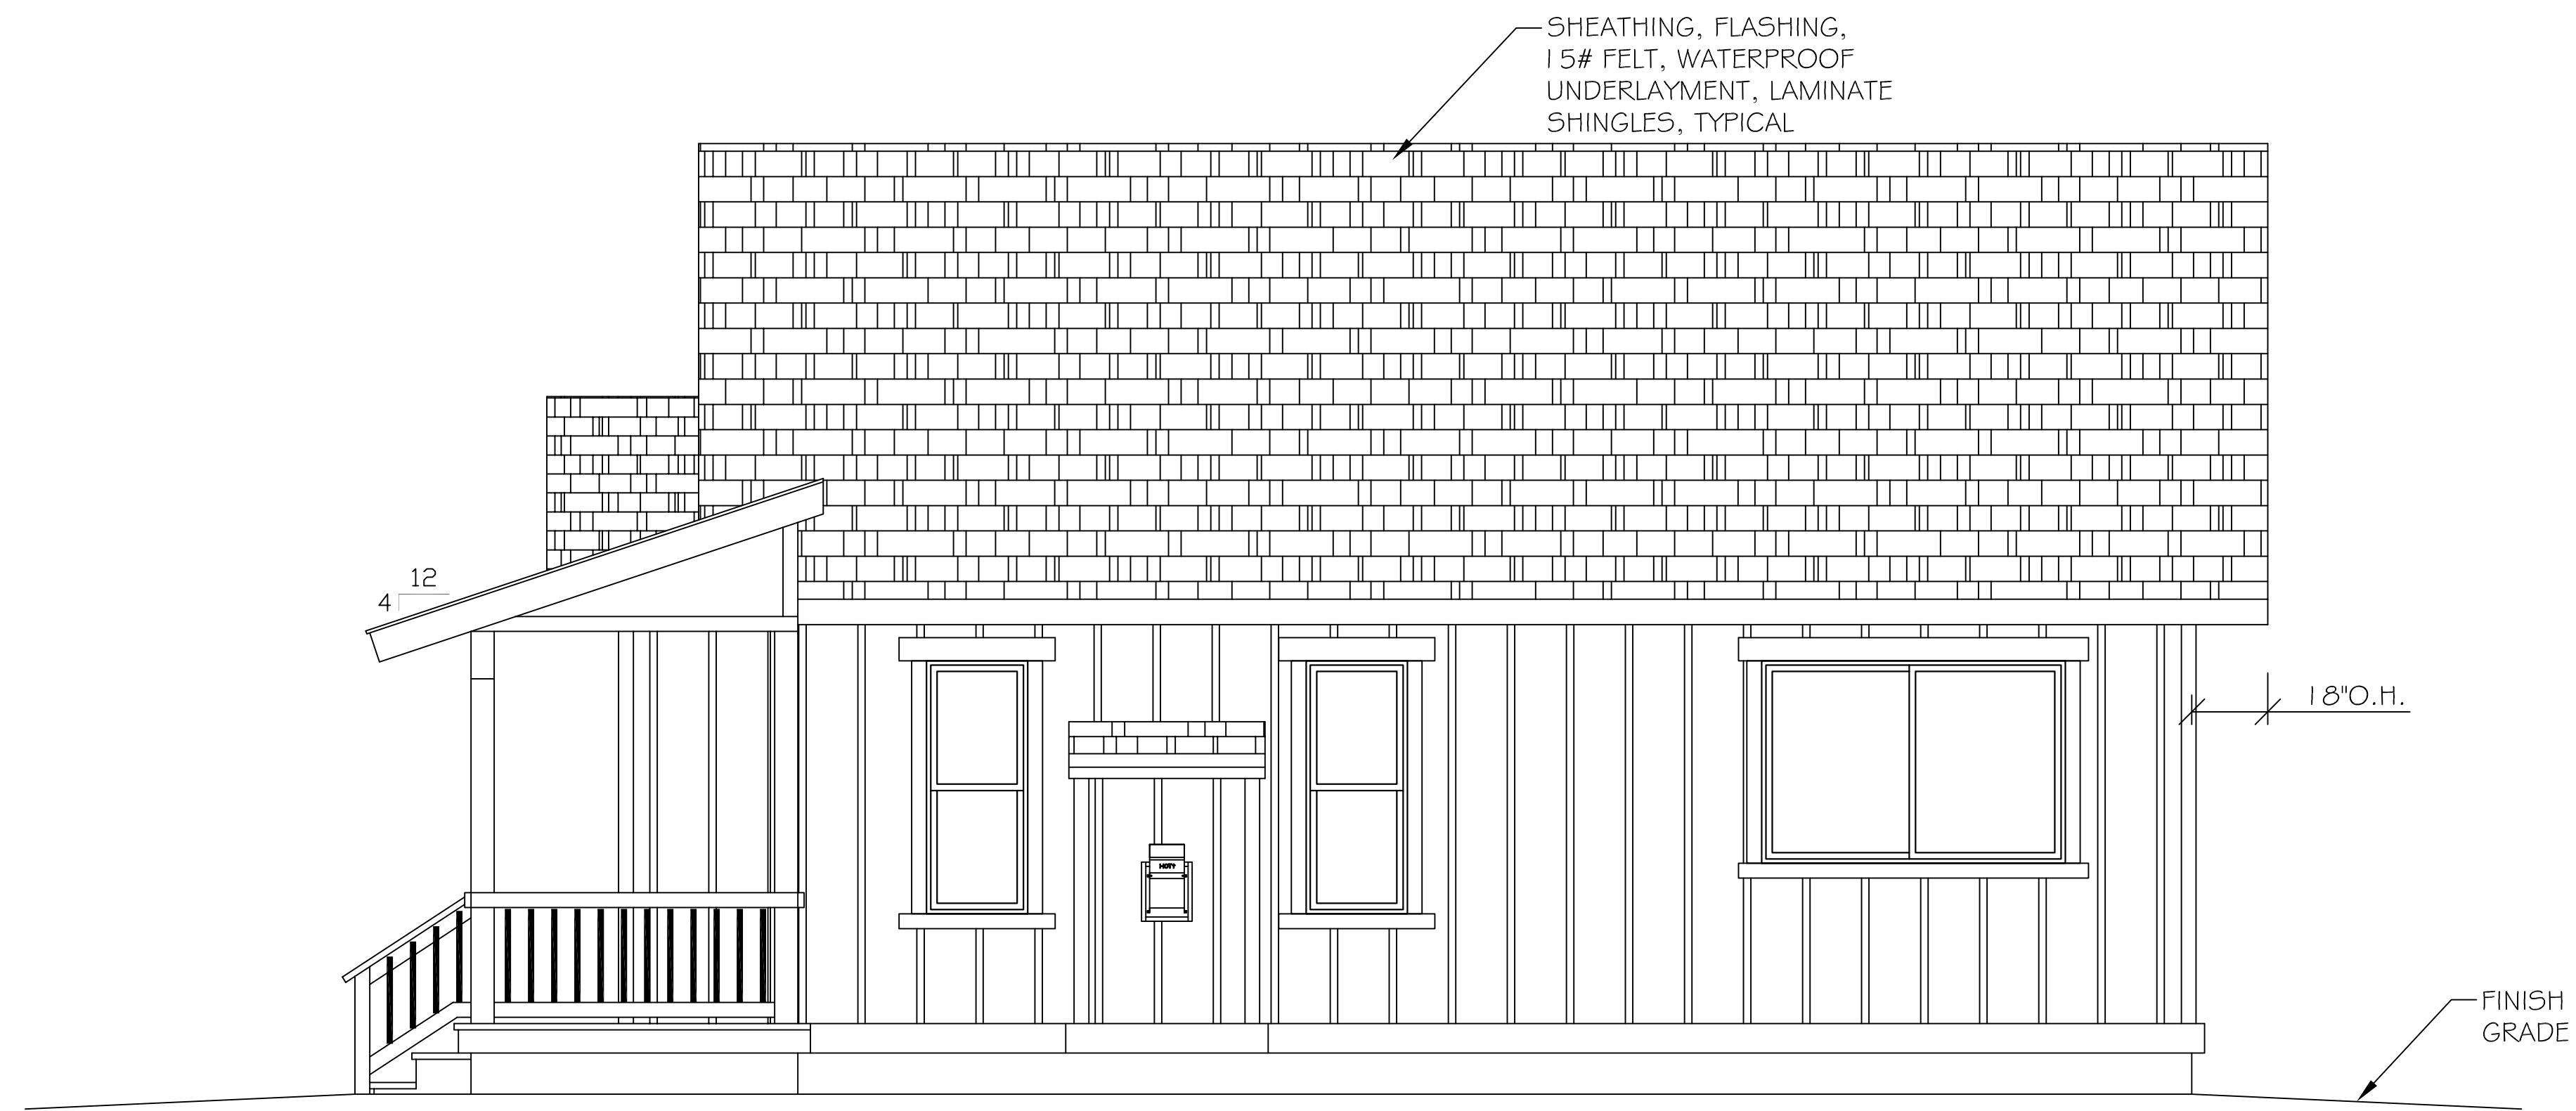 SHEATHING, FLASHING,
15# FELT, WATERPROOF
UNDERLAYMENT, LAMINATE
SHINGLES, TYPICAL
12
4
18"O.H.
FINISH
GRADE